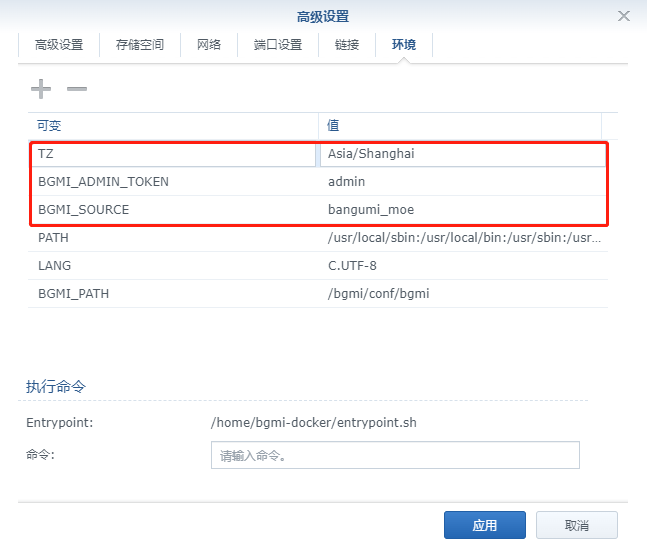 高级设置
高级设置 存储空间 网络 端口设置 链接 环境
可变 值
TZ Asia/Shanghai
BGMI_ADMIN_TOKEN admin
BGMI_SOURCE bangumi_moe
PATH /usr/local/sbin:/usr/local/bin:/usr/sbin:/usr...
LANG C.UTF-8
BGMI_PATH /bgmi/conf/bgmi
执行命令
Entrypoint: /home/bgmi-docker/entrypoint.sh
命令: 请输入命令。
应用 取消